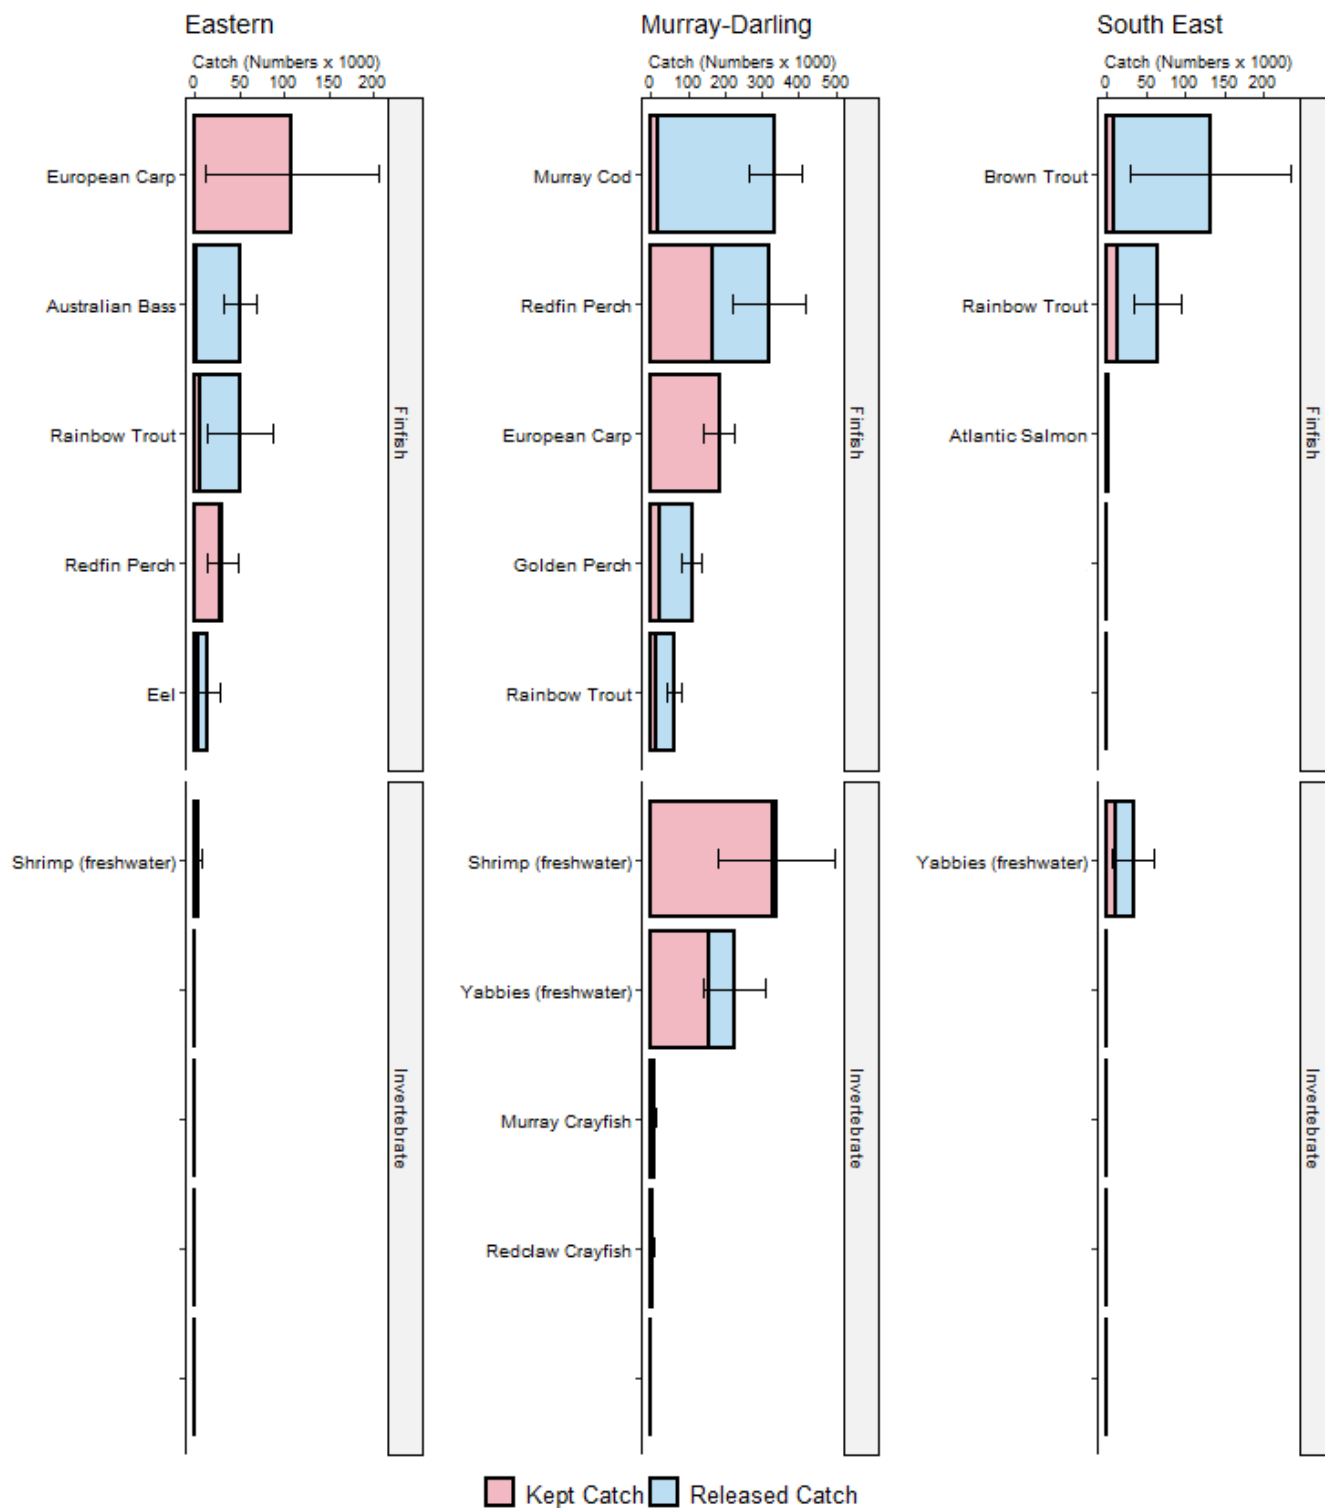 Eastern
Murray-Darling
South East
Catch (Numbers x 1000)
Catch (Numbers x 1000)
Catch (Numbers x 1000)
0 50 100 150 200
0 100 200 300 400 500
0 50 100 150 200
European Carp
Murray Cod
Brown Trout
Australian Bass
Redfin Perch
Rainbow Trout
Rainbow Trout
European Carp
Atlantic Salmon
Finfish
Finfish
Finfish
Redfin Perch
Golden Perch
Eel
Rainbow Trout
Shrimp (freshwater)
Shrimp (freshwater)
Yabbies (freshwater)
Yabbies (freshwater)
Murray Crayfish
Invertebrate
Invertebrate
Invertebrate
Redclaw Crayfish
Kept Catch Released Catch